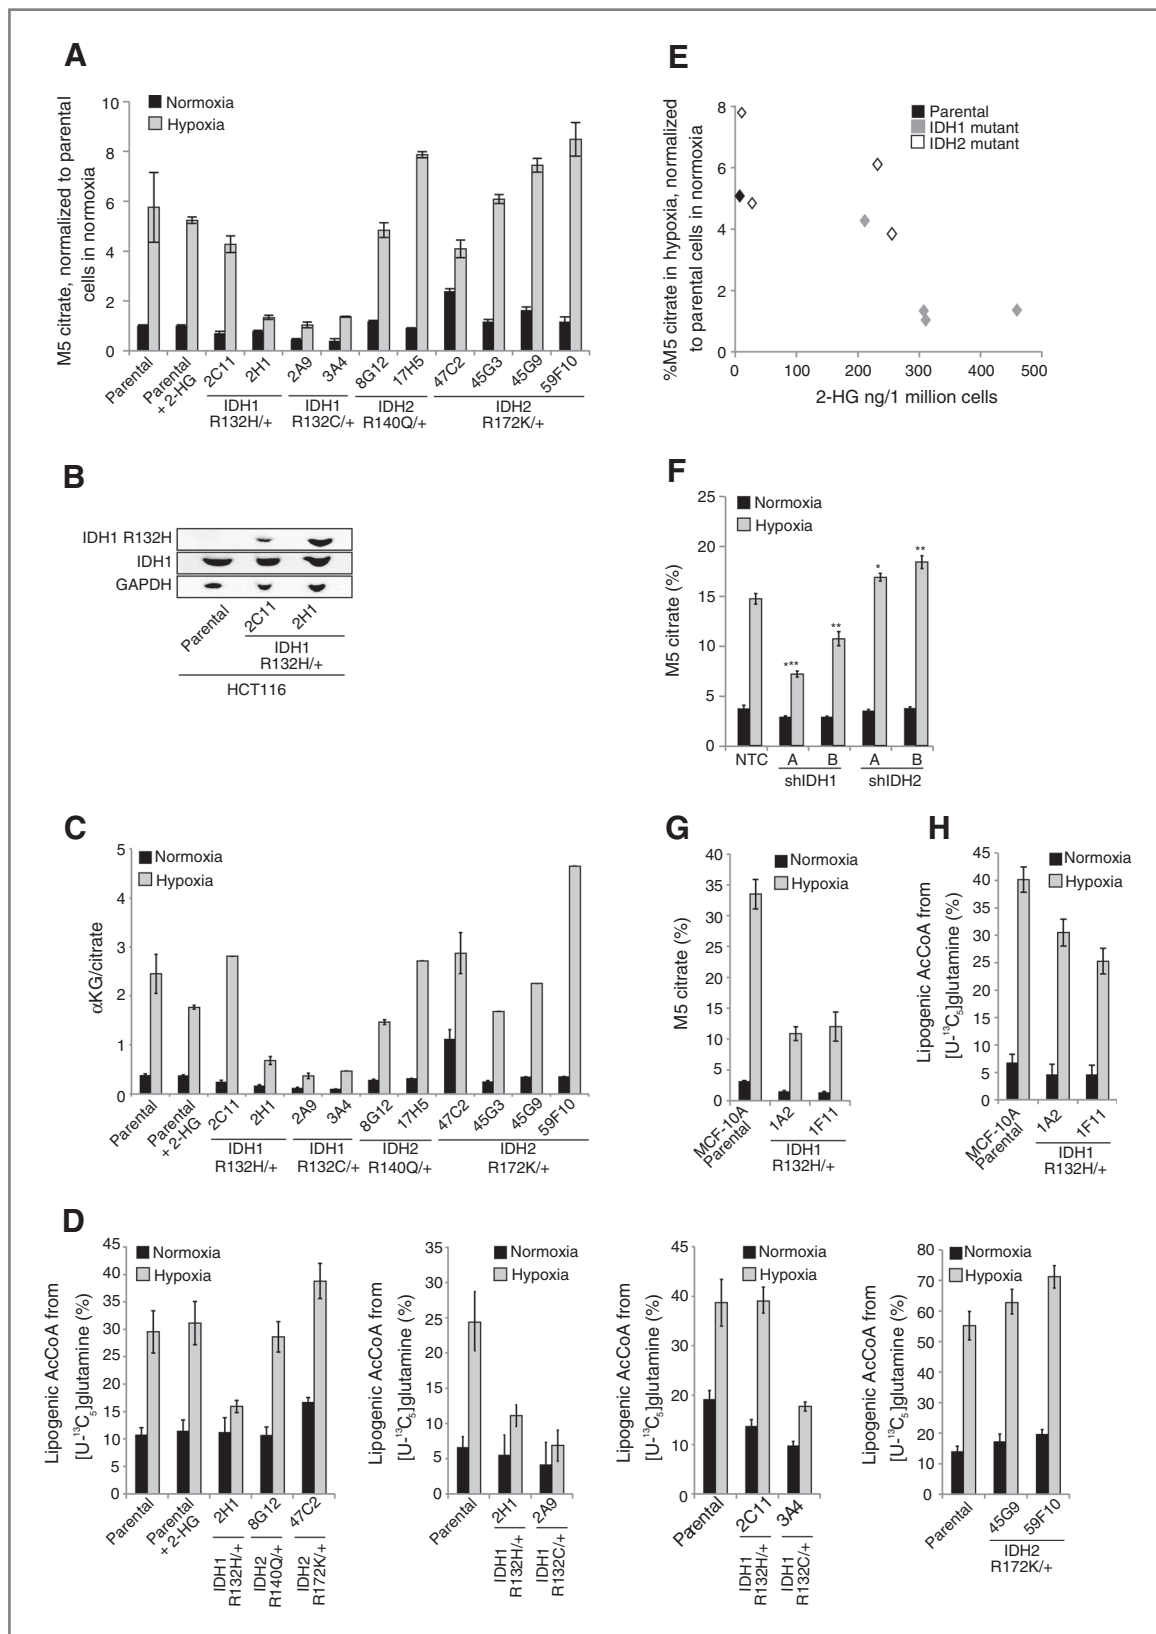 A
M5 citrate, normalized to parental
cells in normoxia
Normoxia
Hypoxia
10
8
6
4
2
0
Parental
Parental
+ 2-HG
2C11
2H1
2A9
3A4
8G12
17H5
47C2
45G3
45G9
59F10
IDH1
R132H/+
IDH1
R132C/+
IDH2
R140Q/+
IDH2
R172K/+
E
%M5 citrate in hypoxia, normalized
to parental cells in normoxia
8
6
4
2
0
Parental
IDH1 mutant
IDH2 mutant
0
100
200
300
400
500
2-HG ng/1 million cells
B
IDH1 R132H
IDH1
GAPDH
Parental
2C11
2H1
IDH1
R132H/+
HCT116
F
M5 citrate (%)
25
20
15
10
5
0
Normoxia
Hypoxia
***
**
*
**
NTC
A
B
A
B
shIDH1
shIDH2
C
αKG/citrate
5
4
3
2
1
0
Normoxia
Hypoxia
Parental
Parental
+ 2-HG
2C11
2H1
2A9
3A4
8G12
17H5
47C2
45G3
45G9
59F10
IDH1
R132H/+
IDH1
R132C/+
IDH2
R140Q/+
IDH2
R172K/+
G
M5 citrate (%)
40
35
30
25
20
15
10
5
0
Normoxia
Hypoxia
MCF-10A
Parental
1A2
1F11
IDH1
R132H/+
H
Lipogenic AcCoA from
[U-¹³C₅]glutamine (%)
45
40
35
30
25
20
15
10
5
0
Normoxia
Hypoxia
MCF-10A
Parental
1A2
1F11
IDH1
R132H/+
D
Lipogenic AcCoA from
[U-¹³C₅]glutamine (%)
45
40
35
30
25
20
15
10
5
0
Normoxia
Hypoxia
Parental
Parental
+ 2-HG
2H1
8G12
47C2
IDH1
R132H/+
IDH2
R140Q/+
IDH2
R172K/+
Lipogenic AcCoA from
[U-¹³C₅]glutamine (%)
35
30
25
20
15
10
5
0
Normoxia
Hypoxia
Parental
2H1
2A9
IDH1
R132H/+
IDH1
R132C/+
Lipogenic AcCoA from
[U-¹³C₅]glutamine (%)
45
40
30
20
10
0
Normoxia
Hypoxia
Parental
2C11
3A4
IDH1
R132H/+
IDH1
R132C/+
Lipogenic AcCoA from
[U-¹³C₅]glutamine (%)
80
70
60
50
40
30
20
10
0
Normoxia
Hypoxia
Parental
45G9
59F10
IDH2
R172K/+